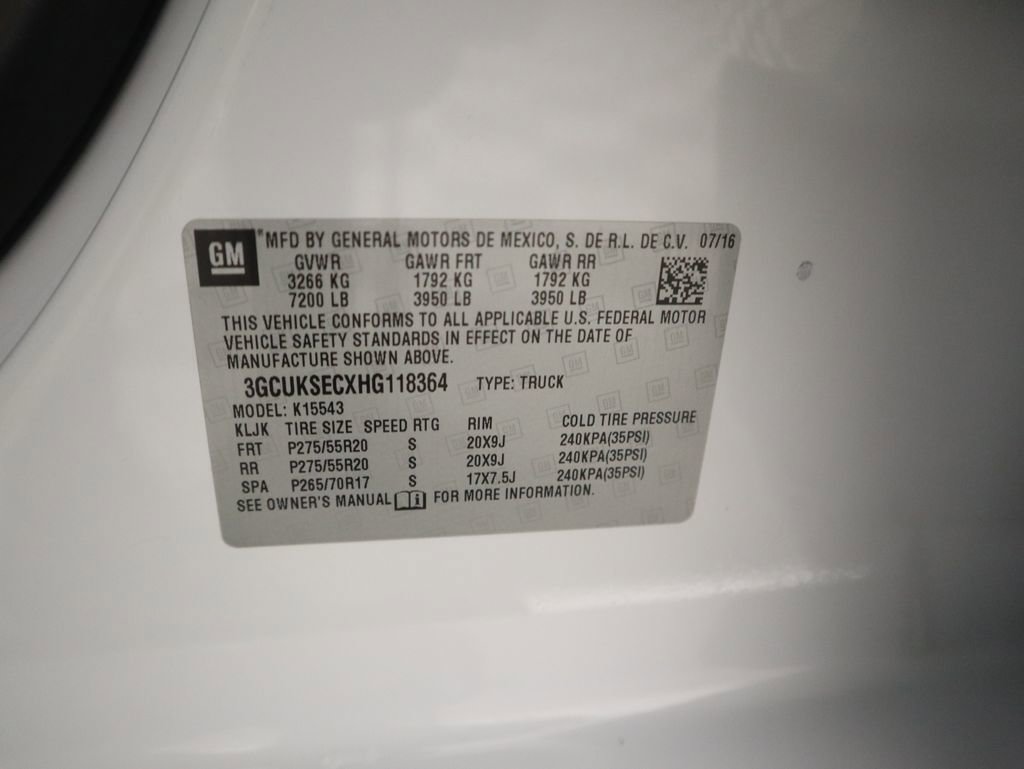 GM
*MFD BY GENERAL MOTORS DE MEXICO, S. DE R.L. DE C.V. 07/16
GVWR GAWR FRT GAWR RR
3266 KG 1792 KG 1792 KG
7200 LB 3950 LB 3950 LB
THIS VEHICLE CONFORMS TO ALL APPLICABLE U.S. FEDERAL MOTOR
VEHICLE SAFETY STANDARDS IN EFFECT ON THE DATE OF
MANUFACTURE SHOWN ABOVE.
3GCUKSECXHG118364 TYPE: TRUCK
MODEL: K15543
KLJK TIRE SIZE SPEED RTG RIM COLD TIRE PRESSURE
FRT P275/55R20 S 20X9J 240KPA(35PSI)
RR P275/55R20 S 20X9J 240KPA(35PSI)
SPA P265/70R17 S 17X7.5J 240KPA(35PSI)
SEE OWNER'S MANUAL i FOR MORE INFORMATION.